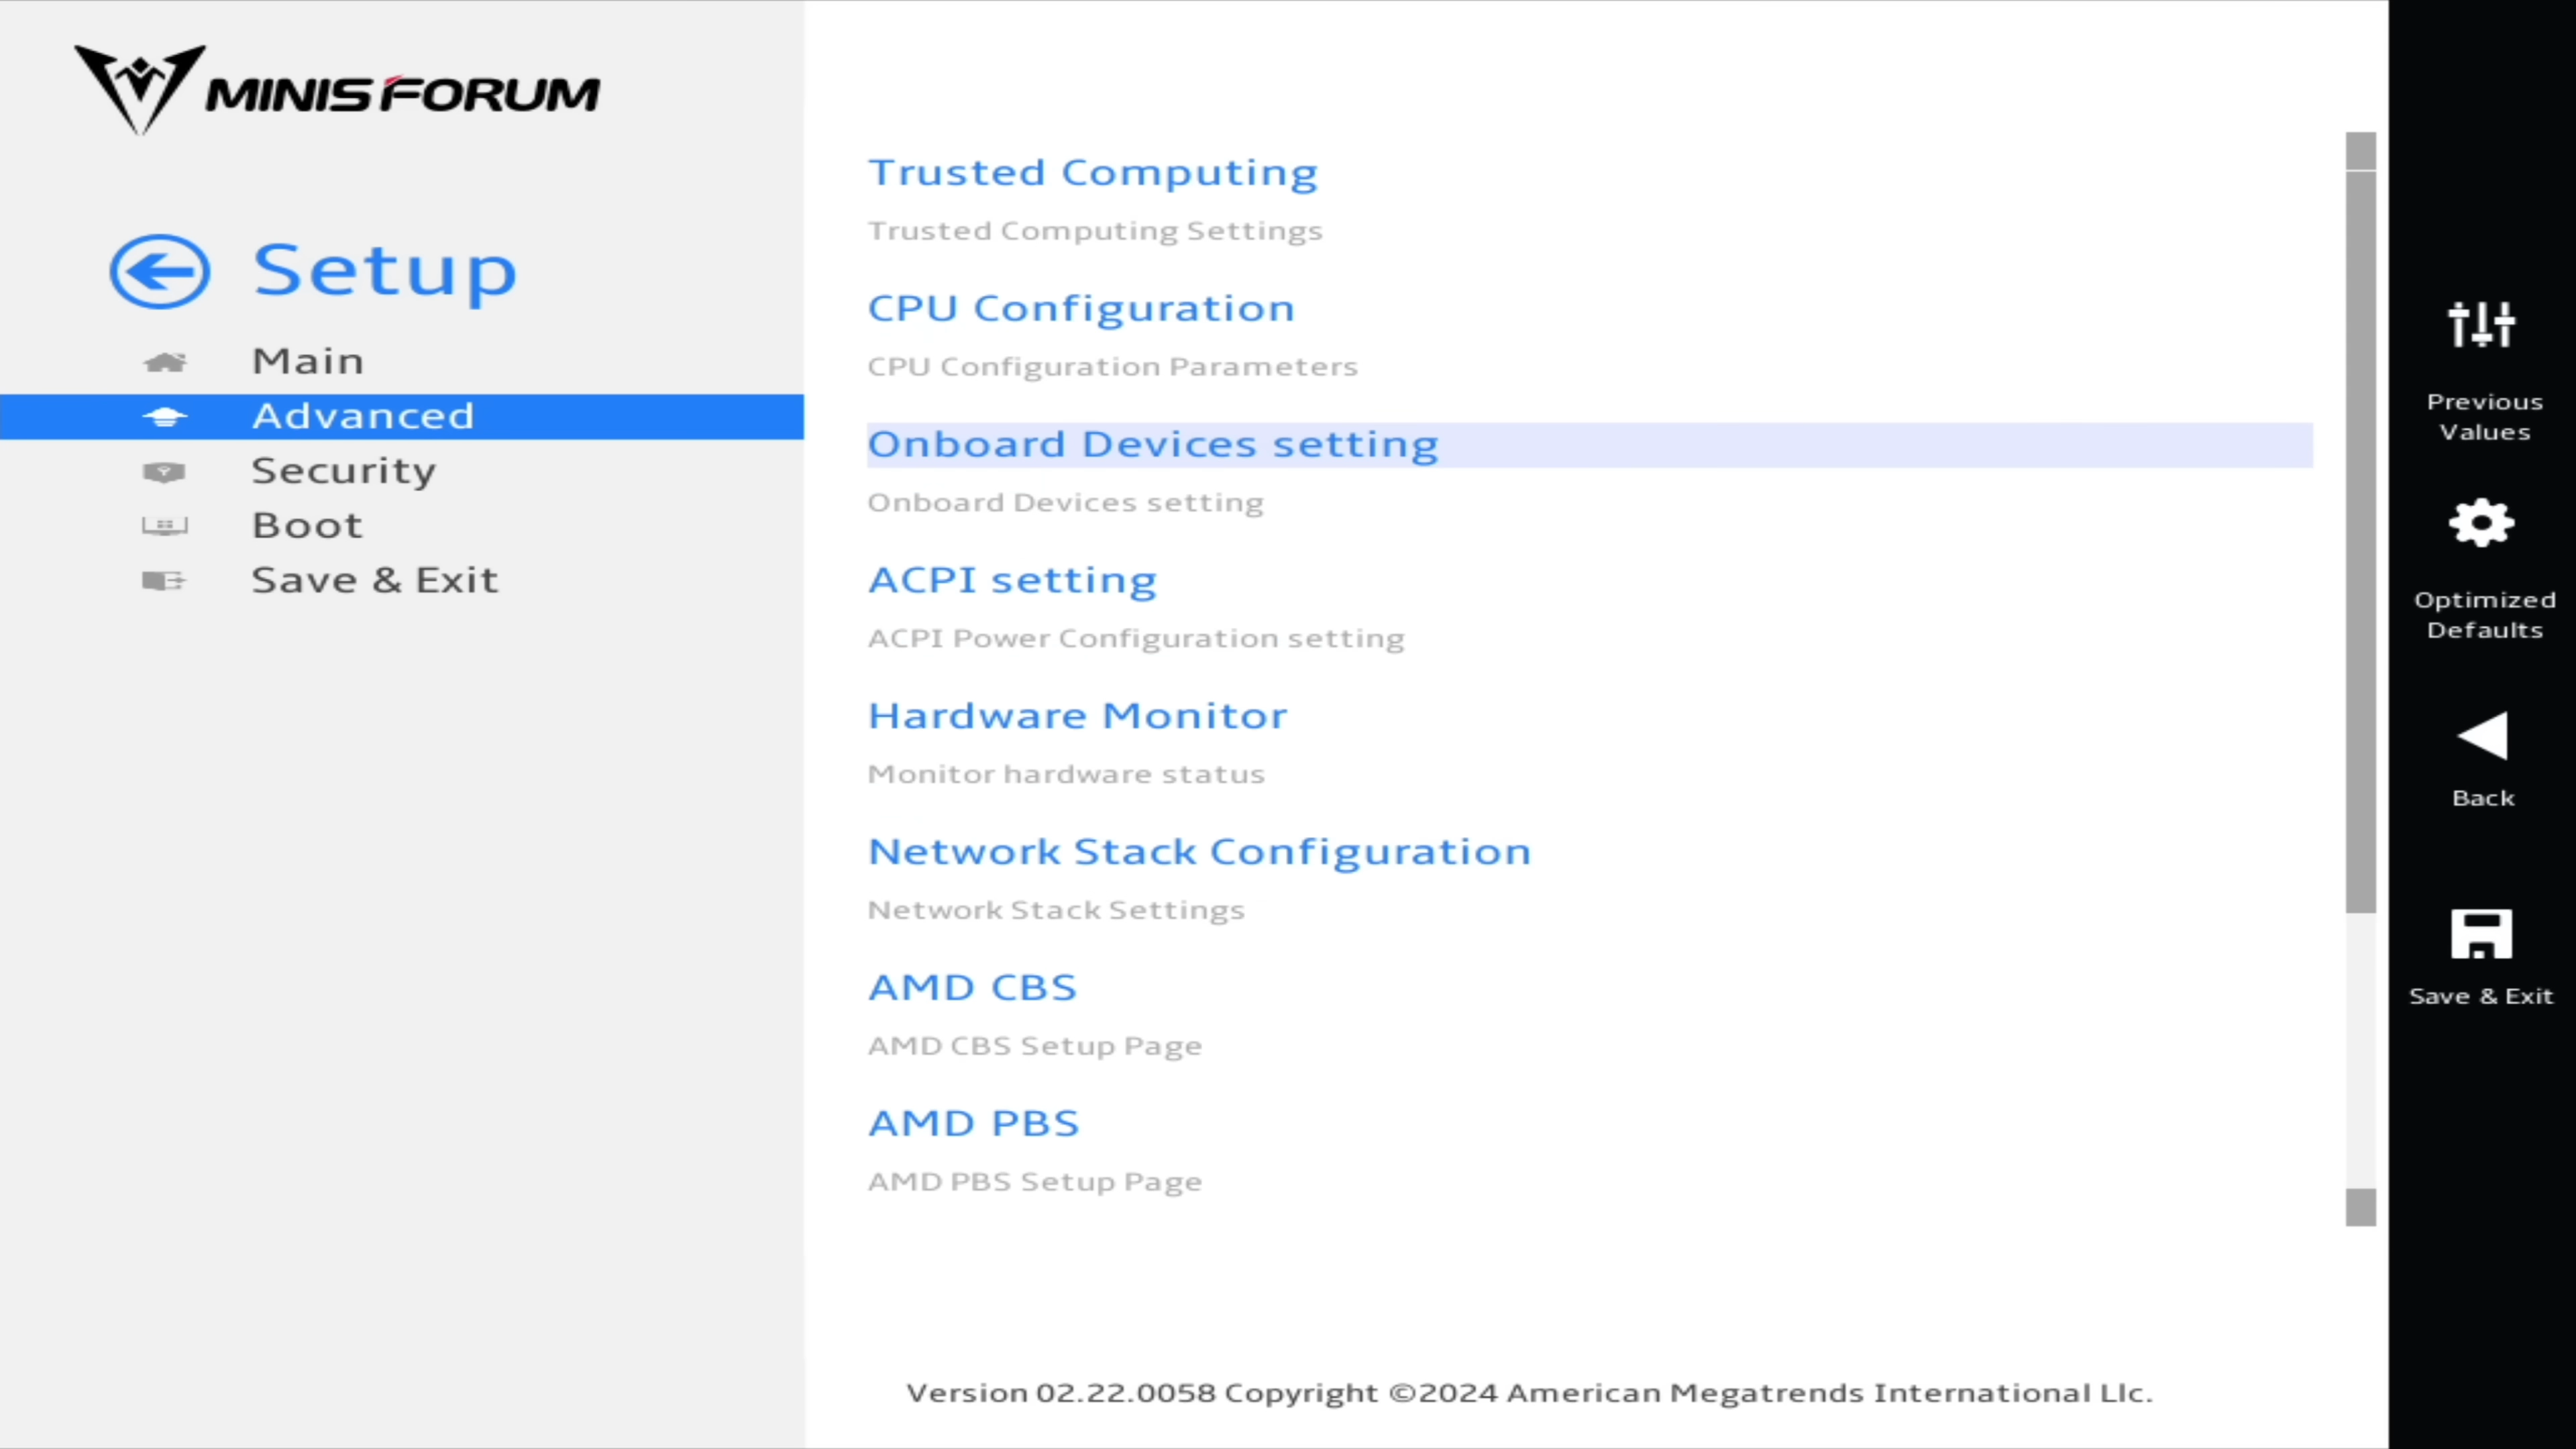 MINISFORUM
Setup
Main
Advanced
Security
Boot
Save & Exit
Trusted Computing
Trusted Computing Settings
CPU Configuration
CPU Configuration Parameters
Onboard Devices setting
Onboard Devices setting
ACPI setting
ACPI Power Configuration setting
Hardware Monitor
Monitor hardware status
Network Stack Configuration
Network Stack Settings
AMD CBS
AMD CBS Setup Page
AMD PBS
AMD PBS Setup Page
Version 02.22.0058 Copyright ©2024 American Megatrends International Llc.
Previous
Values
Optimized
Defaults
Back
Save & Exit